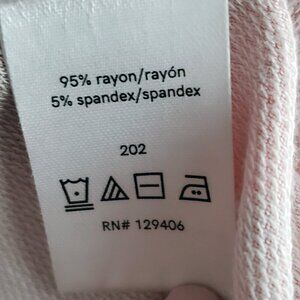 95% rayon/rayón
5% spandex/spandex
202
RN# 129406